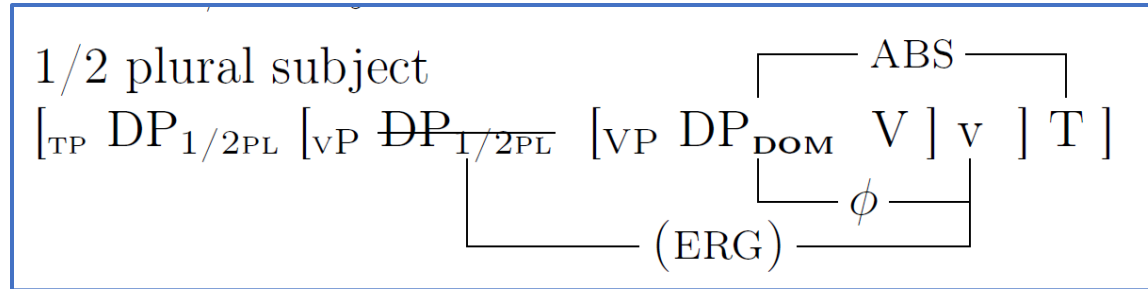 ABS
1/2 plural subject
[TP DP1/2PL [vP DP1/2PL [VP DPDOM V ] v ] T ]
ϕ
(ERG)